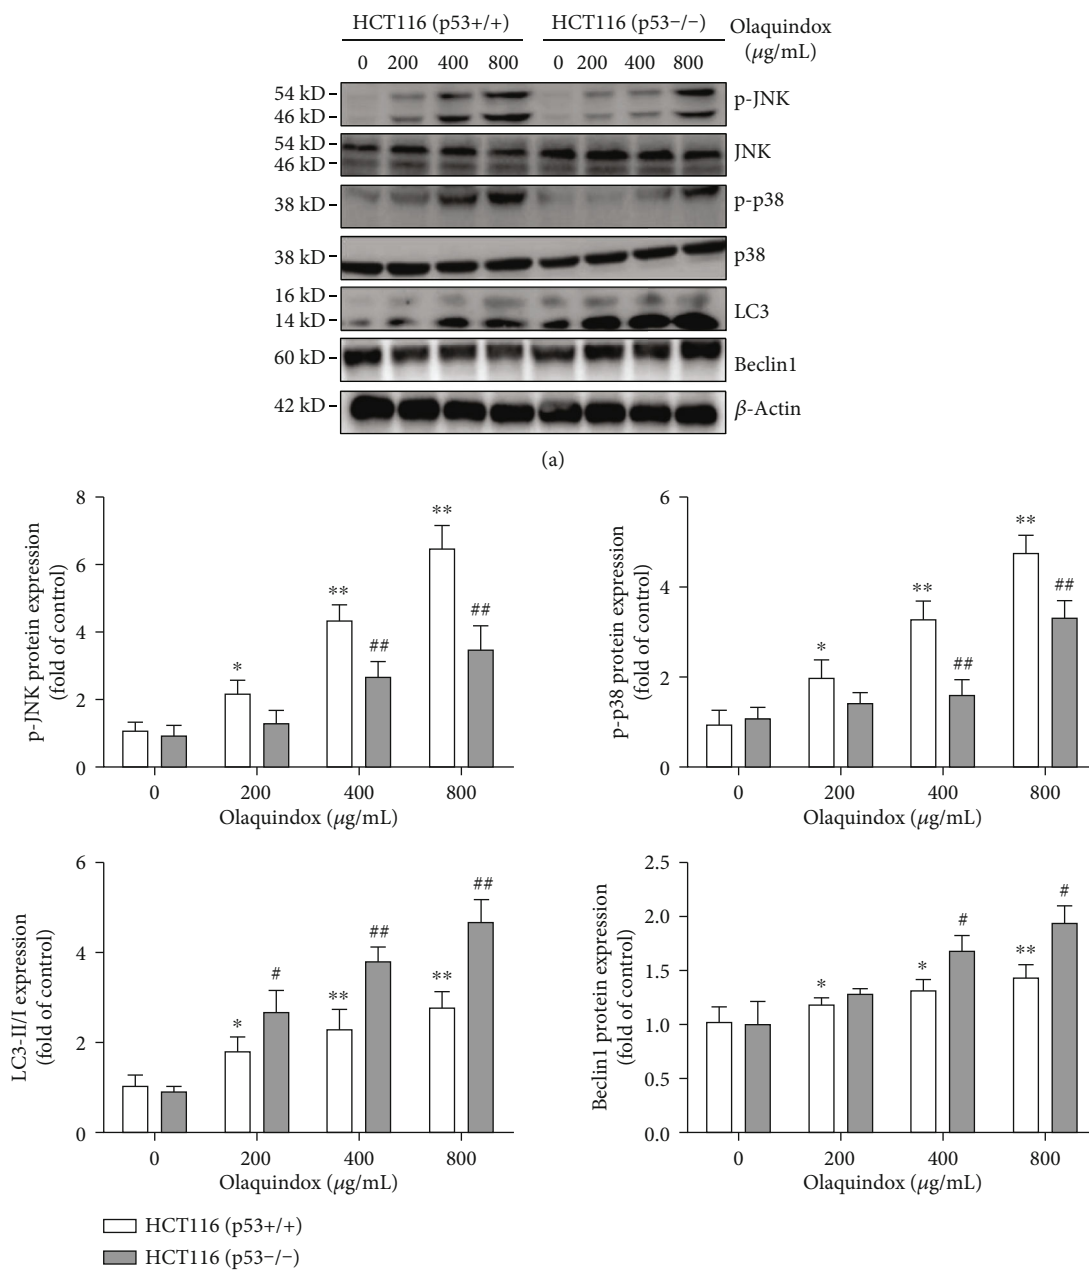 HCT116 (p53+/+) HCT116 (p53−/−) Olaquindox
(μg/mL)
0 200 400 800 0 200 400 800
54 kD
46 kD
p-JNK
54 kD
46 kD
JNK
38 kD
p-p38
38 kD
p38
16 kD
14 kD
LC3
60 kD
Beclin1
42 kD
β-Actin
(a)
p-JNK protein expression
(fold of control)
8
6
4
2
0
*
**
##
**
##
0 200 400 800
Olaquindox (μg/mL)
p-p38 protein expression
(fold of control)
6
4
2
0
*
**
##
**
##
0 200 400 800
Olaquindox (μg/mL)
LC3-II/I expression
(fold of control)
6
4
2
0
*
#
**
##
**
##
0 200 400 800
Olaquindox (μg/mL)
Beclin1 protein expression
(fold of control)
2.5
2.0
1.5
1.0
0.5
0.0
*
*
#
**
#
0 200 400 800
Olaquindox (μg/mL)
HCT116 (p53+/+)
HCT116 (p53−/−)